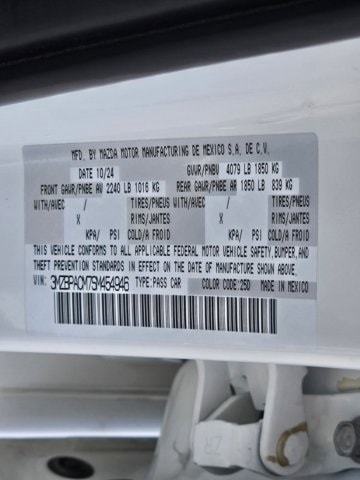 MFD. BY MAZDA MOTOR MANUFACTURING DE MEXICO S.A. DE C.V.
DATE 10/24 GVWR/PNBU 4079 LB 1850 KG
FRONT GAWR/PNBE AV 2240 LB 1016 KG REAR GAWR/PNBE AR 1850 LB 839 KG
WITH/AVEC / TIRES/PNEUS WITH/AVEC / TIRES/PNEUS
X RIMS/JANTES X RIMS/JANTES
KPA/ PSI COLD/A FROID KPA/ PSI COLD/A FROID
THIS VEHICLE CONFORMS TO ALL APPLICABLE FEDERAL MOTOR VEHICLE SAFETY, BUMPER, AND
THEFT PREVENTION STANDARDS IN EFFECT ON THE DATE OF MANUFACTURE SHOWN ABOVE.
VIN: 3MZBPACM7SM454946 TYPE: PASS CAR COLOR CODE: 25D MADE IN MEXICO
ZR